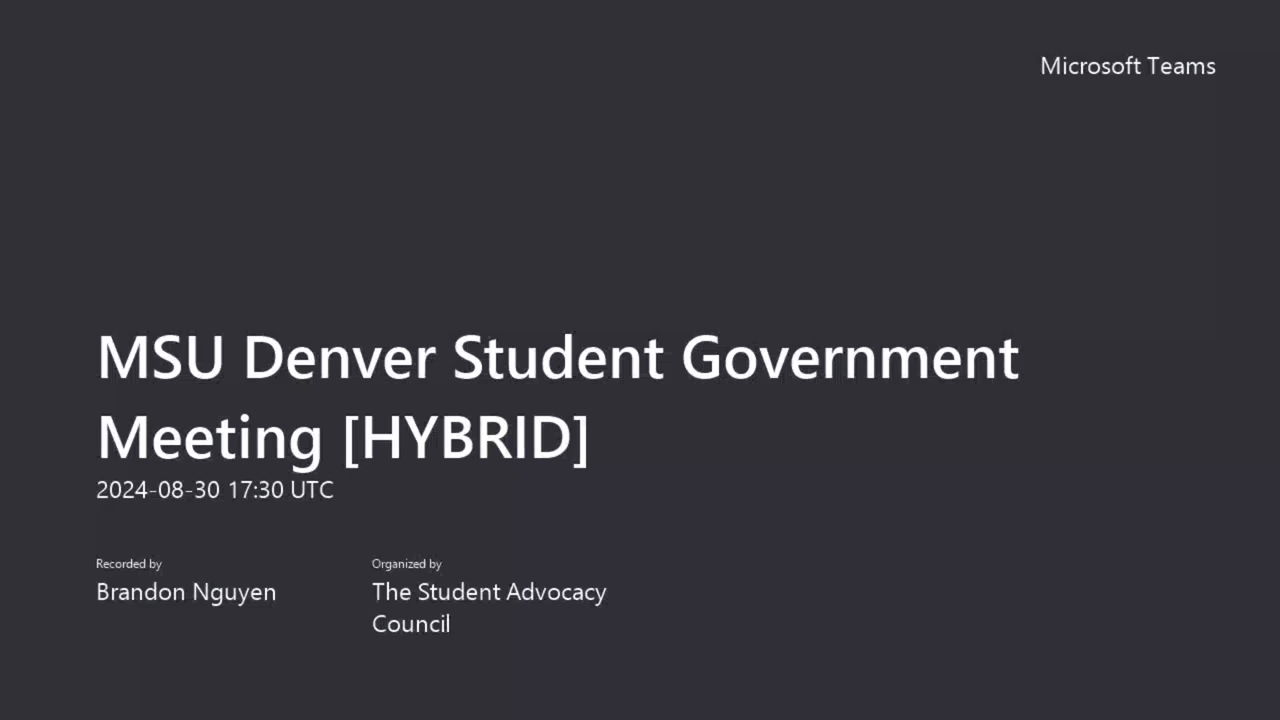 Microsoft Teams
MSU Denver Student Government
Meeting [HYBRID]
2024-08-30 17:30 UTC
Recorded by
Brandon Nguyen
Organized by
The Student Advocacy
Council